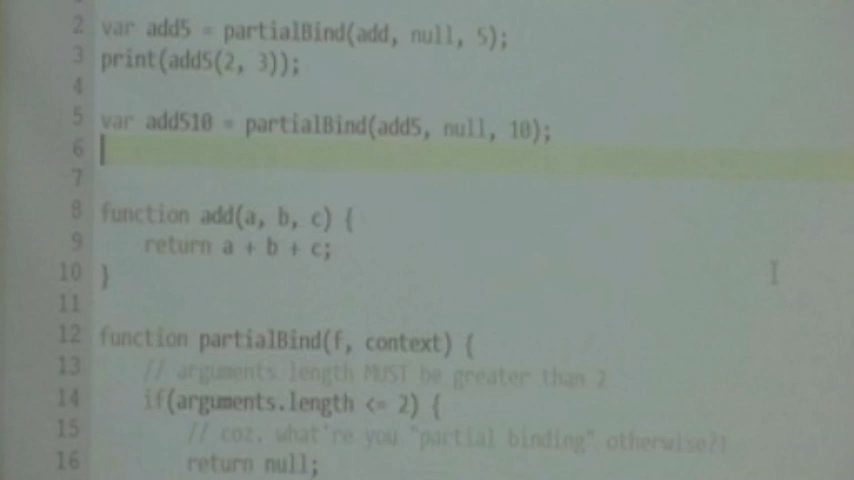 2 var add5 = partialBind(add, null, 5);
3 print(add5(2, 3));
4
5 var add510 = partialBind(add5, null, 10);
6
7
8 function add(a, b, c) {
9 return a + b + c;
10 }
11
12 function partialBind(f, context) {
13 // arguments length MUST be greater than 2
14 if(arguments.length <= 2) {
15 // coz. what're you "partial binding" otherwise?!
16 return null;